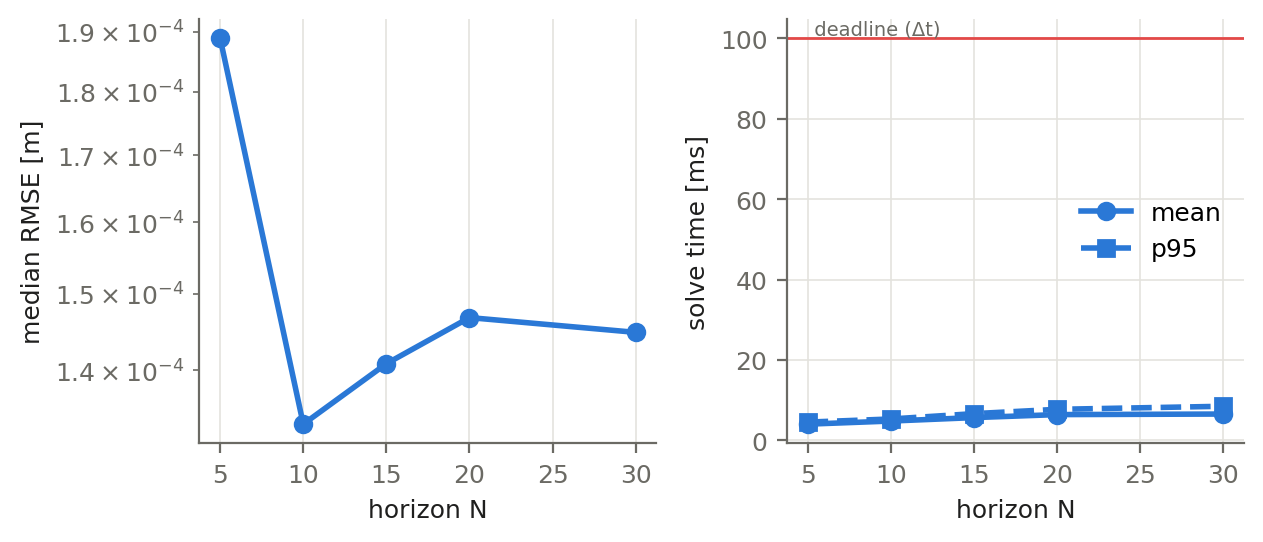 median RMSE [m]
1.9 × 10⁻⁴
1.8 × 10⁻⁴
1.7 × 10⁻⁴
1.6 × 10⁻⁴
1.5 × 10⁻⁴
1.4 × 10⁻⁴
5 10 15 20 25 30
horizon N
solve time [ms]
100
80
60
40
20
0
deadline (Δt)
mean
p95
5 10 15 20 25 30
horizon N